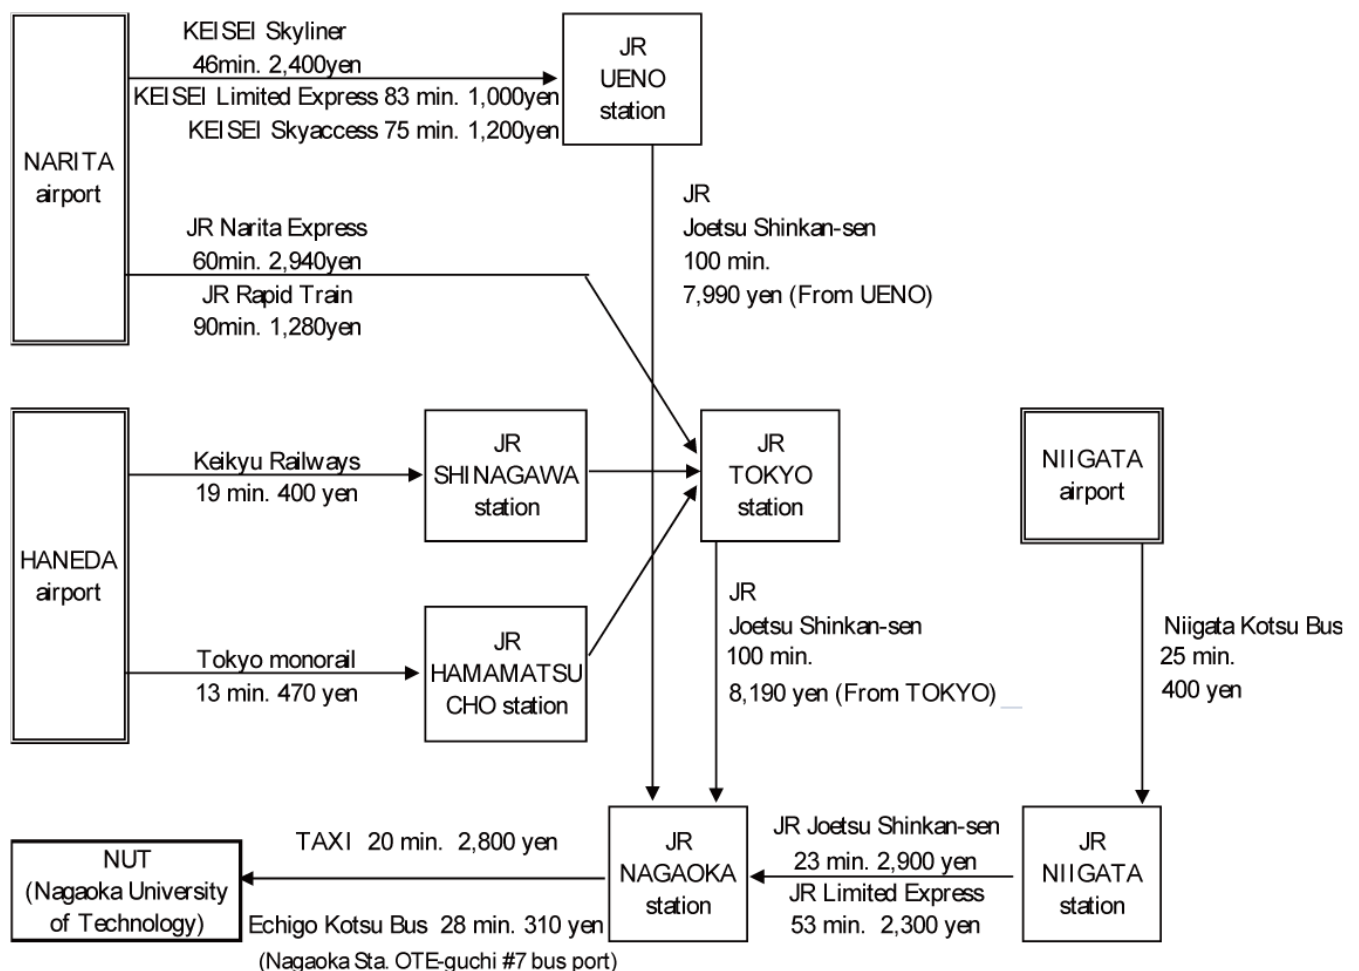 KEISEI Skyliner
46min. 2,400yen
KEISEI Limited Express 83 min. 1,000yen
KEISEI Skyaccess 75 min. 1,200yen
JR
UENO
station
NARITA
airport
JR Narita Express
60min. 2,940yen
JR Rapid Train
90min. 1,280yen
JR
Joetsu Shinkan-sen
100 min.
7,990 yen (From UENO)
HANEDA
airport
Keikyu Railways
19 min. 400 yen
JR
SHINAGAWA
station
JR
TOKYO
station
NIIGATA
airport
Tokyo monorail
13 min. 470 yen
JR
HAMAMATSU
CHO station
JR
Joetsu Shinkan-sen
100 min.
8,190 yen (From TOKYO)
Niigata Kotsu Bus
25 min.
400 yen
NUT
(Nagaoka University
of Technology)
TAXI 20 min. 2,800 yen
Echigo Kotsu Bus 28 min. 310 yen
(Nagaoka Sta. OTE-guchi #7 bus port)
JR
NAGAOKA
station
JR Joetsu Shinkan-sen
23 min. 2,900 yen
JR Limited Express
53 min. 2,300 yen
JR
NIIGATA
station